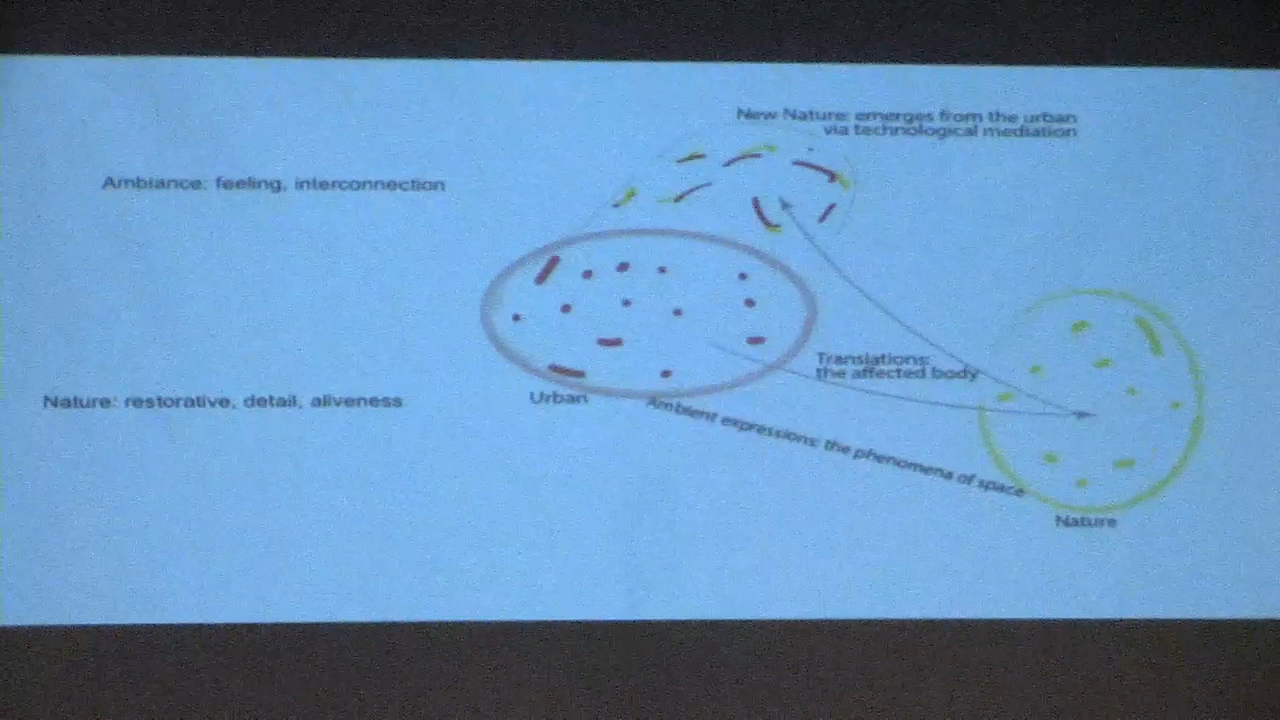 New Nature: emerges from the urban
via technological mediation
Ambiance: feeling, interconnection
Translations:
the affected body
Nature: restorative, detail, aliveness
Urban
Ambient expressions: the phenomena of space
Nature